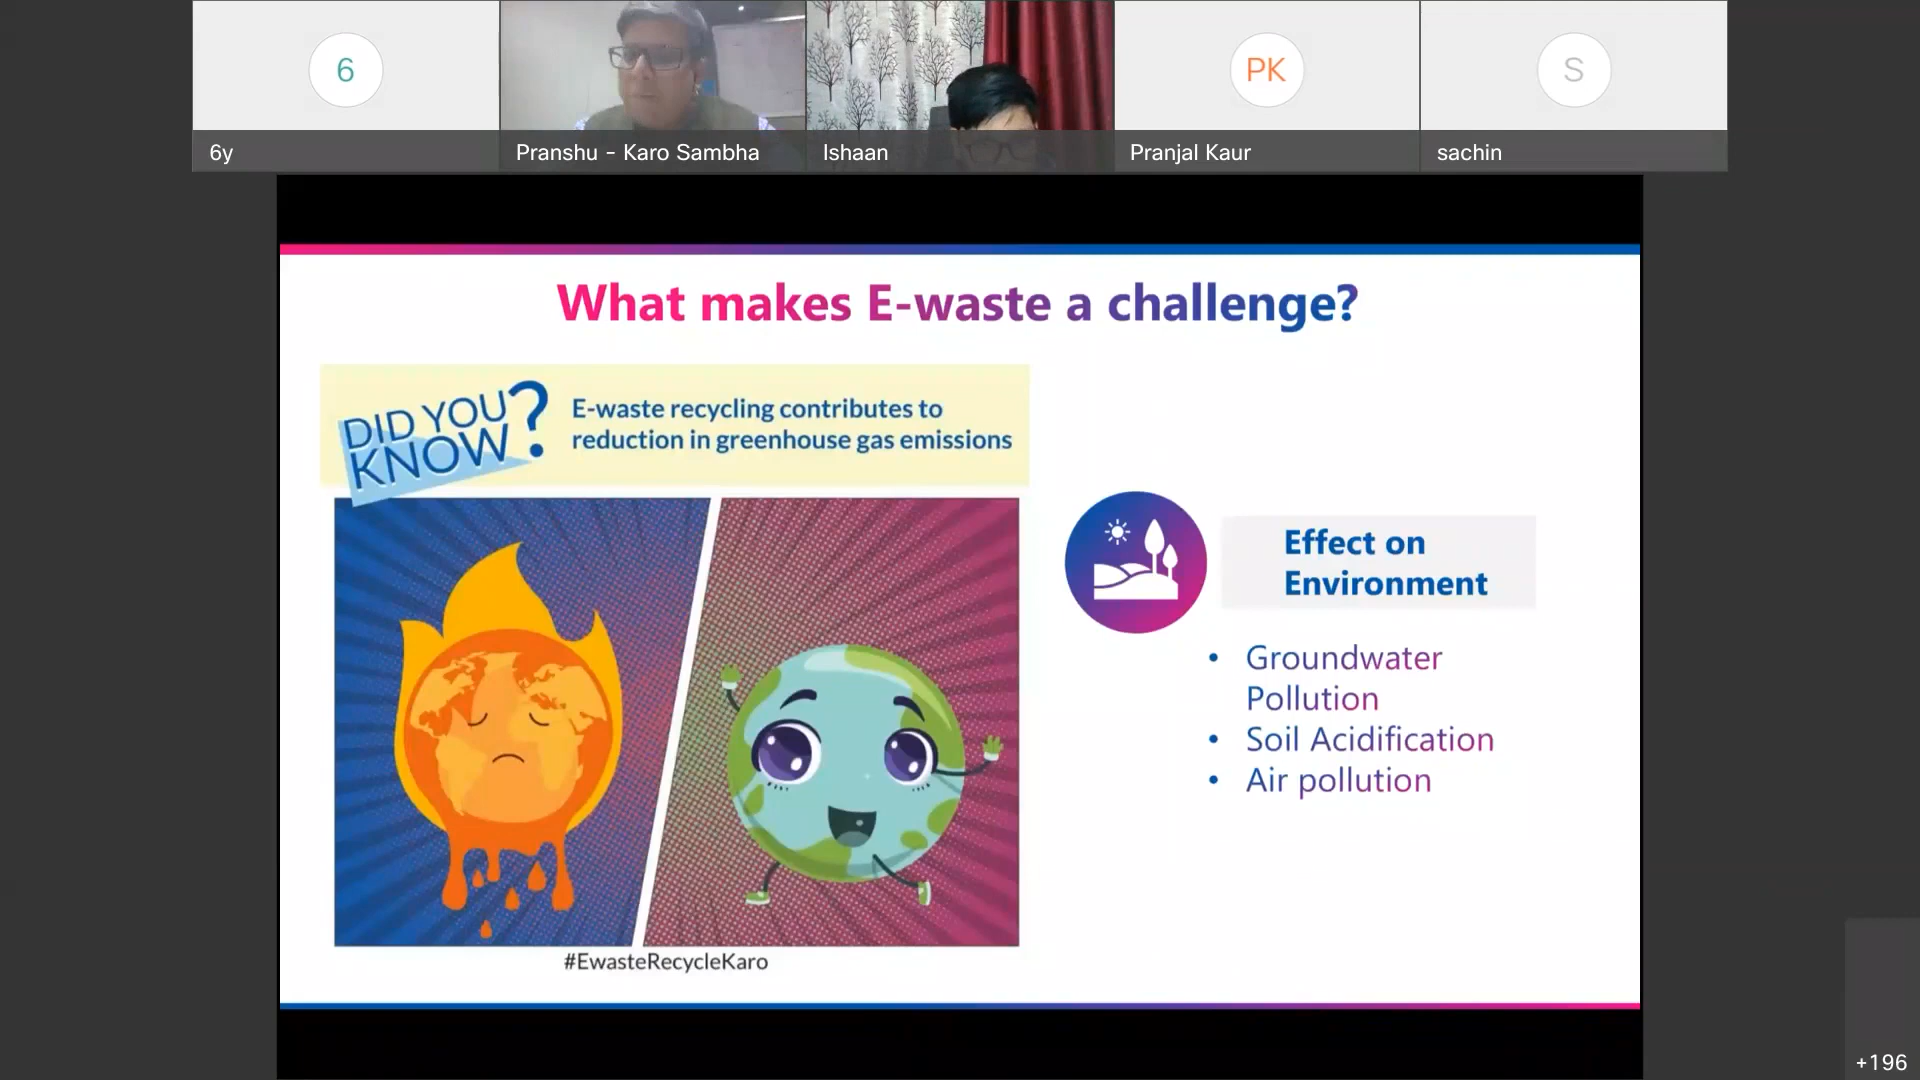 6
PK
S
6y
Pranshu - Karo Sambha
Ishaan
Pranjal Kaur
sachin
What makes E-waste a challenge?
DID YOU
KNOW?
E-waste recycling contributes to
reduction in greenhouse gas emissions
#EwasteRecycleKaro
Effect on
Environment
• Groundwater
Pollution
• Soil Acidification
• Air pollution
+196